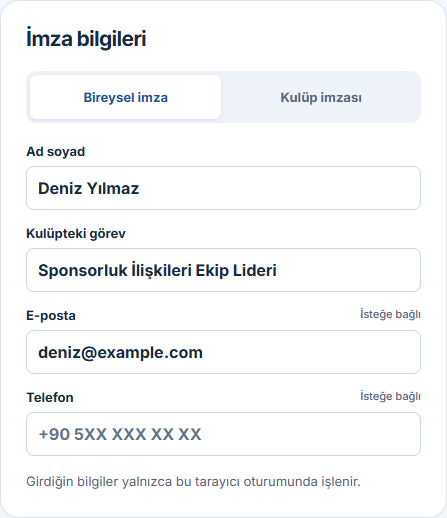 İmza bilgileri
Bireysel imza
Kulüp imzası
Ad soyad
Deniz Yılmaz
Kulüpteki görev
Sponsorluk İlişkileri Ekip Lideri
E-posta
İsteğe bağlı
deniz@example.com
Telefon
İsteğe bağlı
+90 5XX XXX XX XX
Girdiğin bilgiler yalnızca bu tarayıcı oturumunda işlenir.